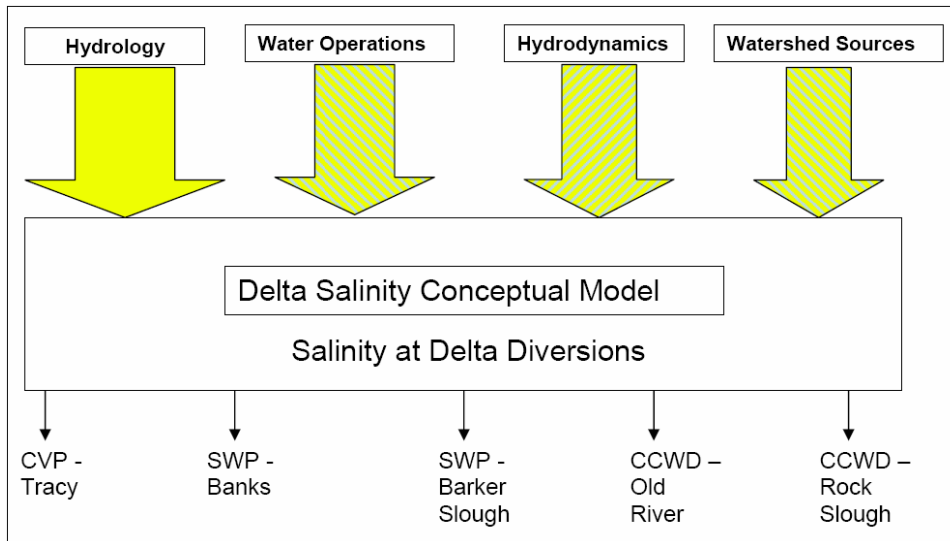 Hydrology
Water Operations
Hydrodynamics
Watershed Sources
Delta Salinity Conceptual Model
Salinity at Delta Diversions
CVP -
Tracy
SWP -
Banks
SWP -
Barker
Slough
CCWD –
Old
River
CCWD –
Rock
Slough